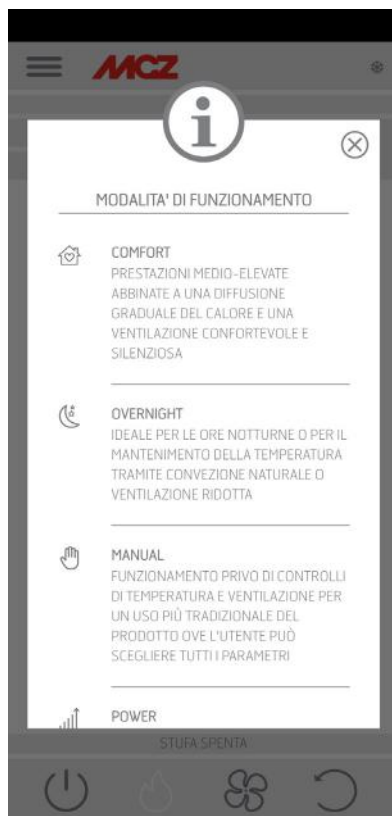 MCZ
MODALITA' DI FUNZIONAMENTO
COMFORT
PRESTAZIONI MEDIO-ELEVATE
ABBINATE A UNA DIFFUSIONE
GRADUALE DEL CALORE E UNA
VENTILAZIONE CONFORTEVOLE E
SILENZIOSA
OVERNIGHT
IDEALE PER LE ORE NOTTURNE O PER IL
MANTENIMENTO DELLA TEMPERATURA
TRAMITE CONVEZIONE NATURALE O
VENTILAZIONE RIDOTTA
MANUAL
FUNZIONAMENTO PRIVO DI CONTROLLI
DI TEMPERATURA E VENTILAZIONE PER
UN USO PIÙ TRADIZIONALE DEL
PRODOTTO OVE L'UTENTE PUÒ
SCEGLIERE TUTTI I PARAMETRI
POWER
STUFA SPENTA